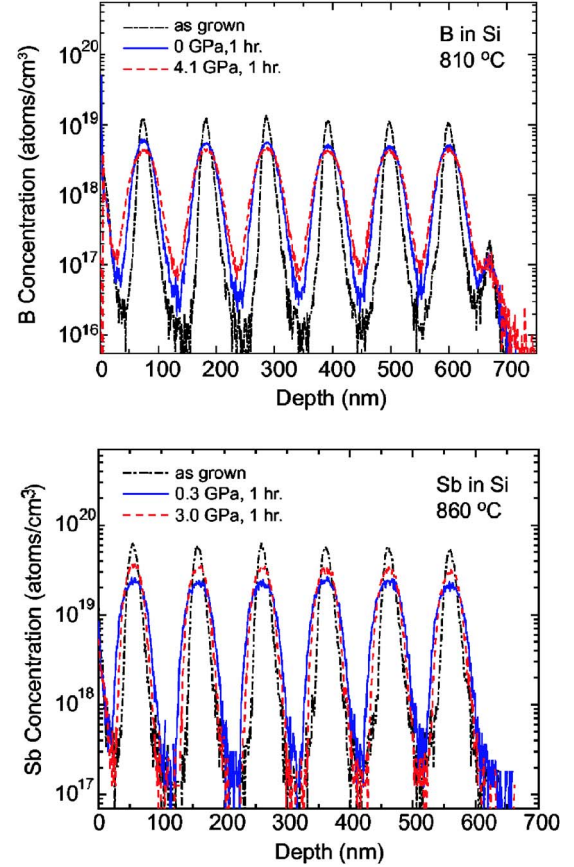 as grown
0 GPa,1 hr.
4.1 GPa, 1 hr.
B in Si
810 °C
B Concentration (atoms/cm³)
10²⁰
10¹⁹
10¹⁸
10¹⁷
10¹⁶
0 100 200 300 400 500 600 700
Depth (nm)
as grown
0.3 GPa, 1 hr.
3.0 GPa, 1 hr.
Sb in Si
860 °C
Sb Concentration (atoms/cm³)
10²⁰
10¹⁹
10¹⁸
10¹⁷
0 100 200 300 400 500 600 700
Depth (nm)